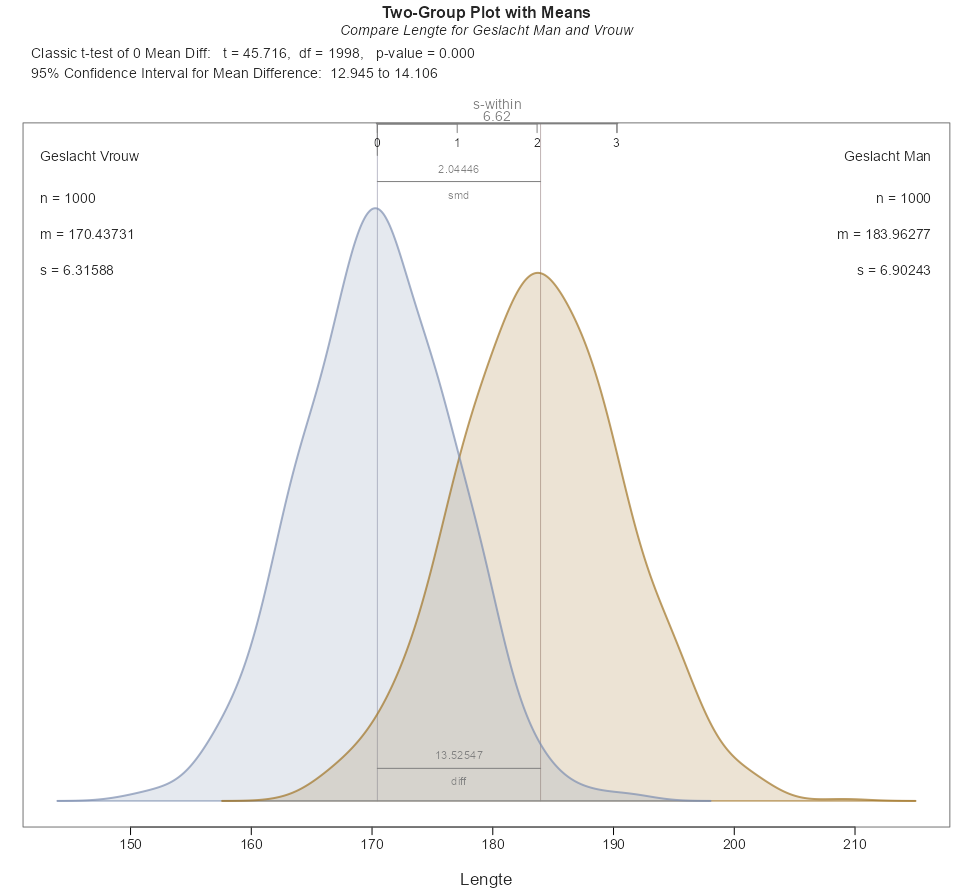 Two-Group Plot with Means
Compare Lengte for Geslacht Man and Vrouw
Classic t-test of 0 Mean Diff:   t = 45.716,  df = 1998,   p-value = 0.000
95% Confidence Interval for Mean Difference:  12.945 to 14.106
s-within
6.62
0 1 2 3
Geslacht Vrouw
n = 1000
m = 170.43731
s = 6.31588
2.04446
smd
Geslacht Man
n = 1000
m = 183.96277
s = 6.90243
13.52547
diff
150 160 170 180 190 200 210
Lengte